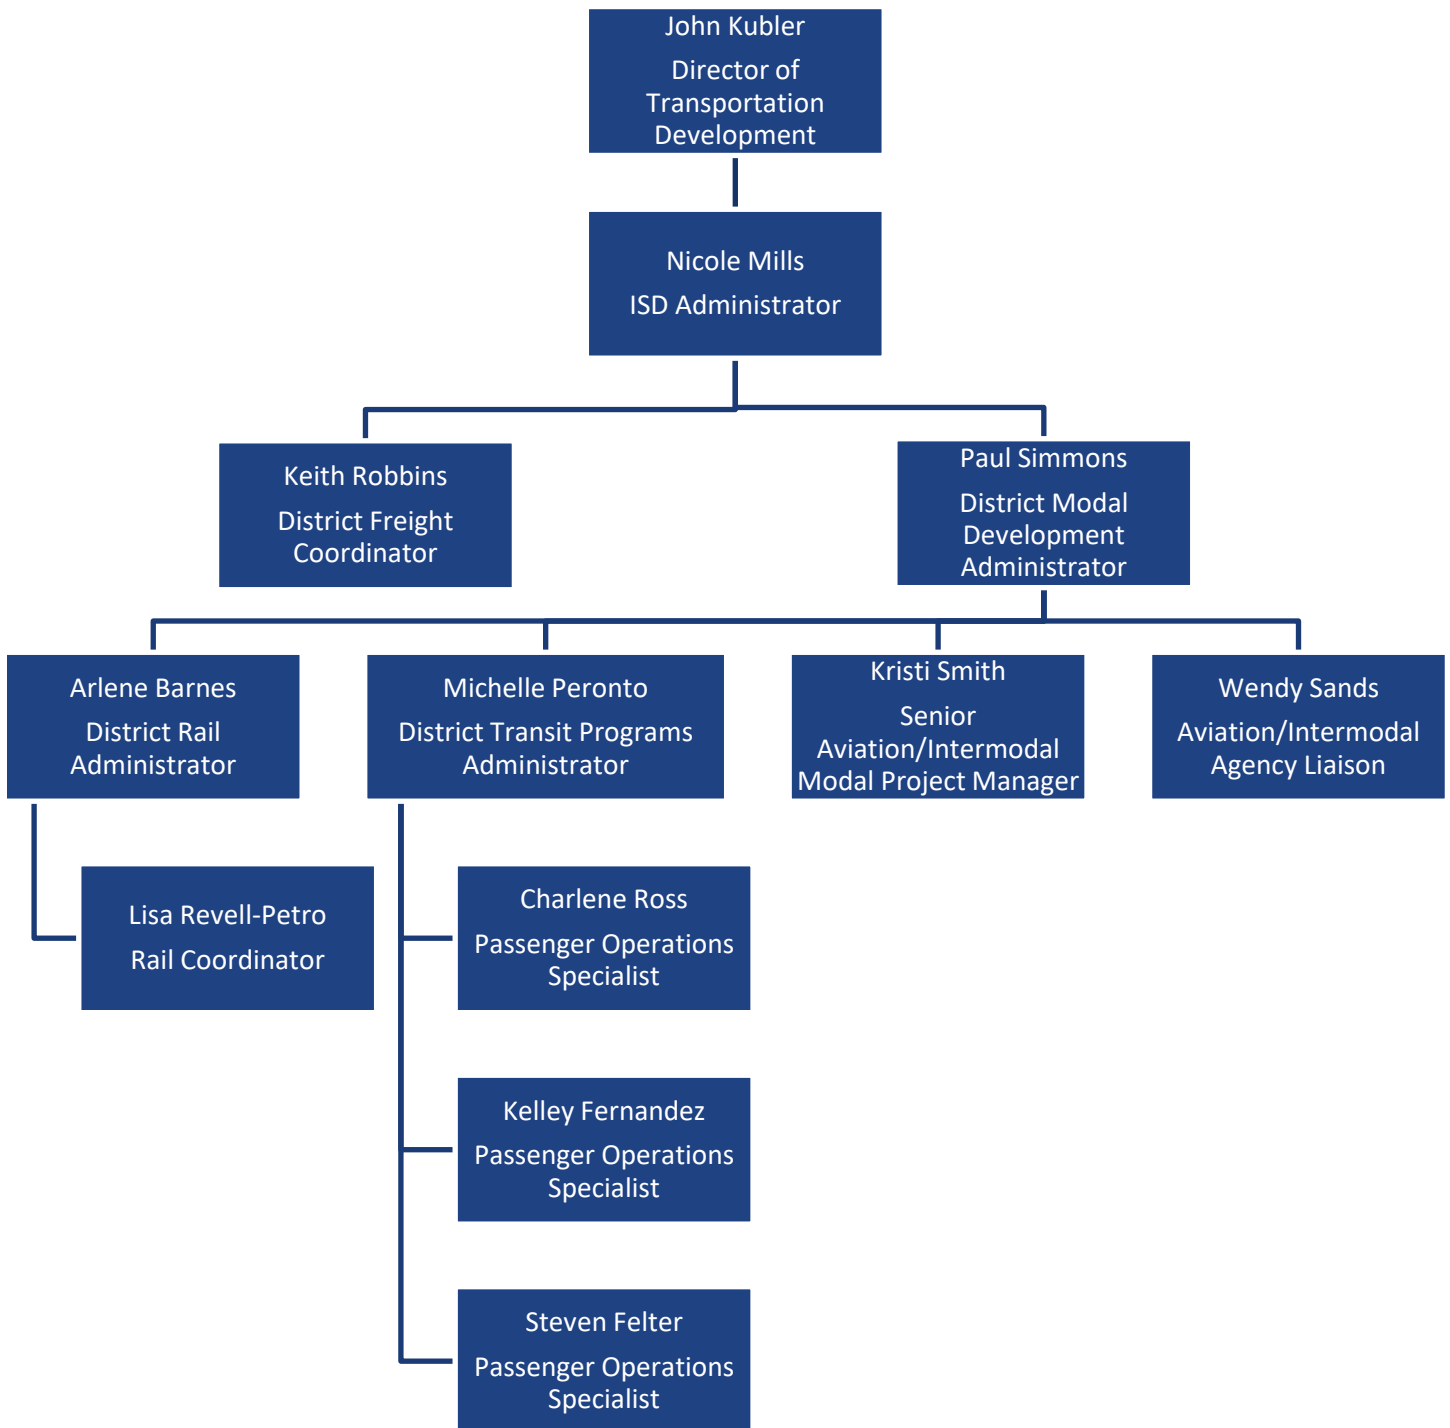 John Kubler
Director of
Transportation
Development
Nicole Mills
ISD Administrator
Keith Robbins
District Freight
Coordinator
Paul Simmons
District Modal
Development
Administrator
Arlene Barnes
District Rail
Administrator
Michelle Peronto
District Transit Programs
Administrator
Kristi Smith
Senior
Aviation/Intermodal
Modal Project Manager
Wendy Sands
Aviation/Intermodal
Agency Liaison
Lisa Revell-Petro
Rail Coordinator
Charlene Ross
Passenger Operations
Specialist
Kelley Fernandez
Passenger Operations
Specialist
Steven Felter
Passenger Operations
Specialist